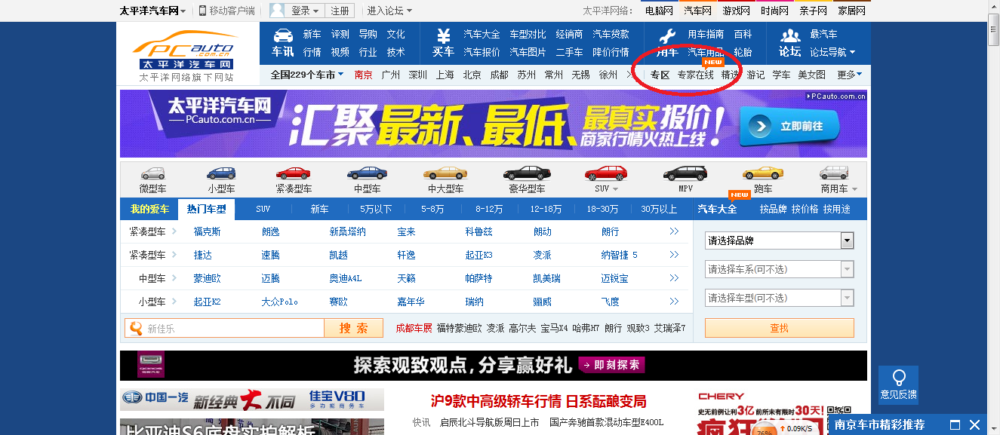 太平洋汽车网 移动客户端 登录 注册 进入论坛 太平洋网络： 电脑网 汽车网 游戏网 时尚网 亲子网 家居网
PCauto
.com.cn
太平洋汽车网
太平洋网络旗下网站
车讯 新车 评测 导购 文化
行情 视频 行业 技术
买车 汽车大全 车型对比 经销商 汽车贷款
汽车报价 汽车图片 二手车 降价行情
用车 用车指南 百科
汽车用品 轮胎
论坛 最汽车
论坛导航
NEW
全国229个车市 南京 广州 深圳 上海 北京 成都 苏州 常州 无锡 徐州 专区 专家在线 精选 游记 学车 美女图 更多
太平洋汽车网
PCauto.com.cn
汇聚最新、最低、最真实报价!
商家行情火热上线!
立即前往
PCauto.com.cn
微型车 小型车 紧凑型车 中型车 中大型车 豪华型车 SUV MPV 跑车 商用车
NEW
我的爱车 热门车型 SUV 新车 5万以下 5-8万 8-12万 12-18万 18-30万 30万以上 汽车大全 按品牌 按价格 按用途
紧凑型车 福克斯 朗逸 新桑塔纳 宝来 科鲁兹 朗动 朗行 >>
紧凑型车 捷达 速腾 凯越 轩逸 起亚K3 凌派 纳智捷 5 >>
中型车 蒙迪欧 迈腾 奥迪A4L 天籁 帕萨特 凯美瑞 迈锐宝 >>
小型车 起亚K2 大众Polo 赛欧 嘉年华 瑞纳 骊威 飞度 >>
请选择品牌
请选择车系(可不选)
请选择车型(可不选)
查找
新佳乐 搜 索 成都车展 福特蒙迪欧 凌派 高尔夫 宝马X4 哈弗H7 朗行 观致3 艾瑞泽7
探索观致观点,分享赢好礼 即刻探索
中国一汽 新经典大不同 佳宝V80
多功能商务车
沪9款中高级轿车行情 日系酝酿变局
快讯 启辰北斗导航版周日上市 国产奔驰首款混动车型E400L
比亚迪S6底盘实拍解析
CHERY
史无前例让利3亿 前所未有限时30天!
疯狂
76% 0.09K/S
意见反馈
南京车市精彩推荐